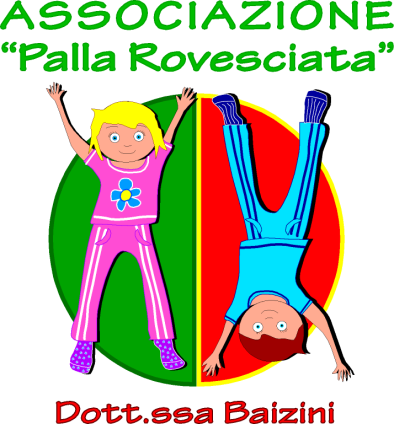 ASSOCIAZIONE
“Palla Rovesciata”
Dott.ssa Baizini